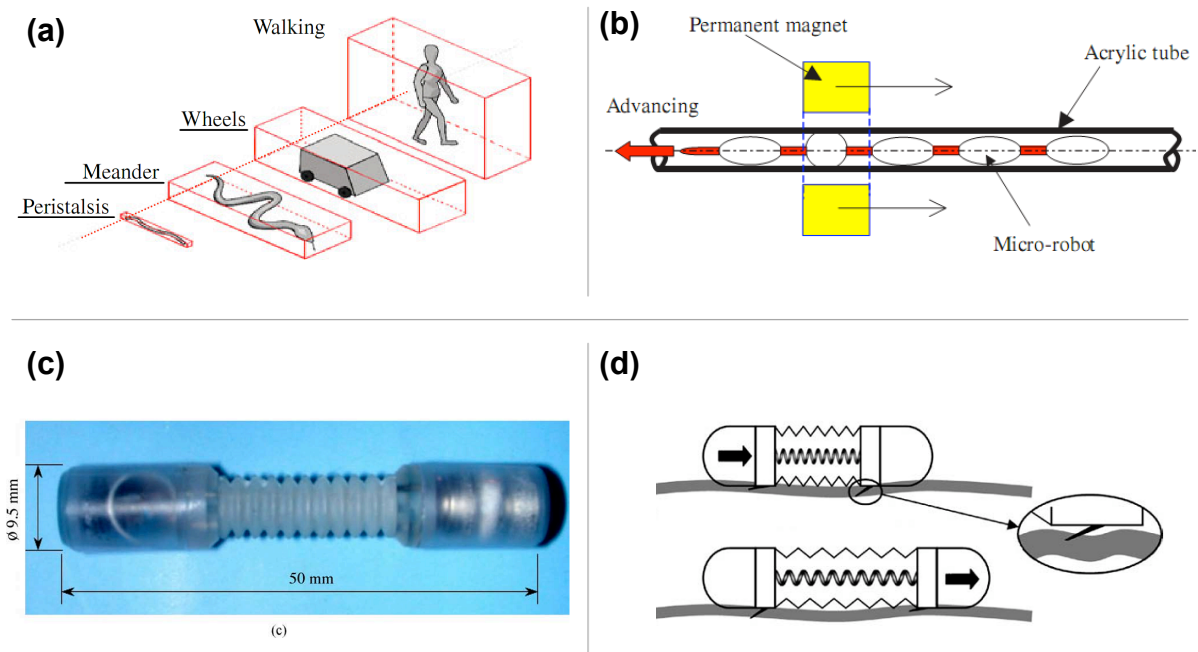 (a)
Walking
Wheels
Meander
Peristalsis
(b)
Permanent magnet
Acrylic tube
Advancing
Micro-robot
(c)
ø 9.5 mm
50 mm
(c)
(d)